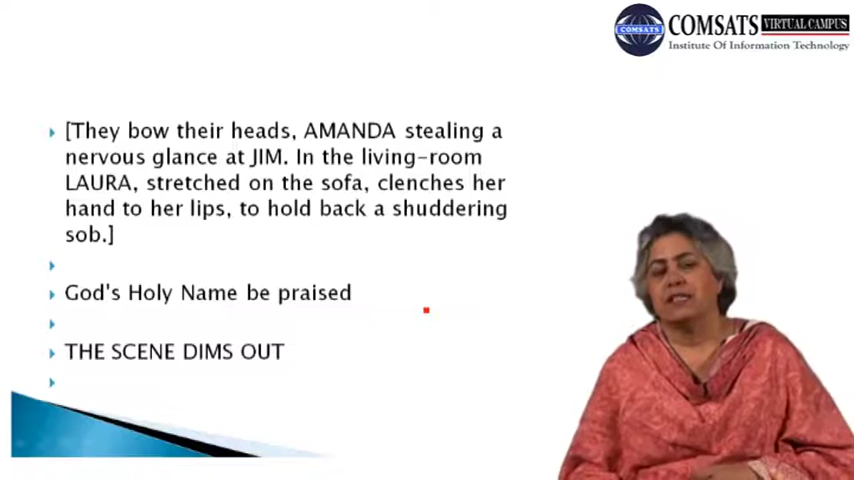 COMSATS VIRTUAL CAMPUS
Institute Of Information Technology
COMSATS
[They bow their heads, AMANDA stealing a
nervous glance at JIM. In the living-room
LAURA, stretched on the sofa, clenches her
hand to her lips, to hold back a shuddering
sob.]
God's Holy Name be praised
THE SCENE DIMS OUT